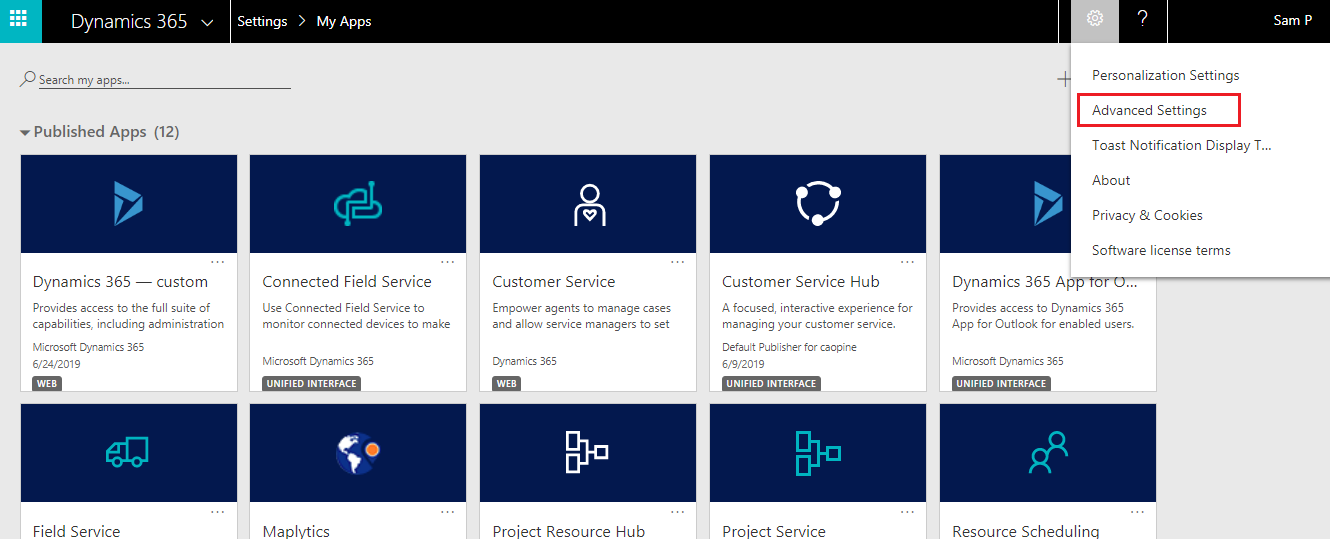 Dynamics 365
Settings > My Apps
?
Sam P
Personalization Settings
Advanced Settings
Toast Notification Display T...
About
Privacy & Cookies
Software license terms
Search my apps...
Published Apps (12)
Dynamics 365 — custom
Provides access to the full suite of
capabilities, including administration
Microsoft Dynamics 365
6/24/2019
WEB
Connected Field Service
Use Connected Field Service to
monitor connected devices to make
Microsoft Dynamics 365
UNIFIED INTERFACE
Customer Service
Empower agents to manage cases
and allow service managers to set
Dynamics 365
WEB
Customer Service Hub
A focused, interactive experience for
managing your customer service.
Default Publisher for caopine
6/9/2019
UNIFIED INTERFACE
Dynamics 365 App for O...
Provides access to Dynamics 365
App for Outlook for enabled users.
Microsoft Dynamics 365
UNIFIED INTERFACE
Field Service
Maplytics
Project Resource Hub
Project Service
Resource Scheduling